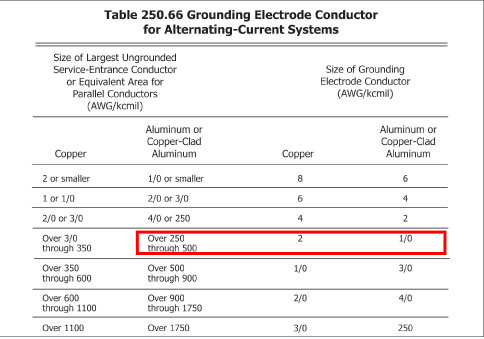 Table 250.66 Grounding Electrode Conductor
for Alternating-Current Systems
Size of Largest Ungrounded
Service-Entrance Conductor
or Equivalent Area for
Parallel Conductors
(AWG/kcmil)
Size of Grounding
Electrode Conductor
(AWG/kcmil)
Copper
Aluminum or
Copper-Clad
Aluminum
Copper
Aluminum or
Copper-Clad
Aluminum
2 or smaller 1/0 or smaller 8 6
1 or 1/0 2/0 or 3/0 6 4
2/0 or 3/0 4/0 or 250 4 2
Over 3/0 Over 250 2 1/0
through 350 through 500
Over 350 Over 500 1/0 3/0
through 600 through 900
Over 600 Over 900 2/0 4/0
through 1100 through 1750
Over 1100 Over 1750 3/0 250